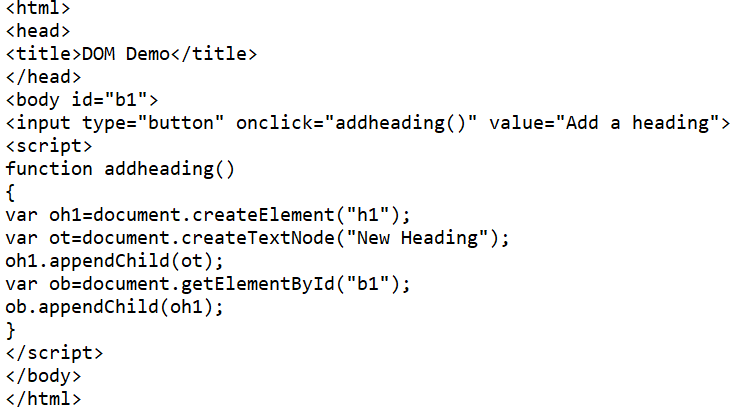 <html>
<head>
<title>DOM Demo</title>
</head>
<body id="b1">
<input type="button" onclick="addheading()" value="Add a heading">
<script>
function addheading()
{
var oh1=document.createElement("h1");
var ot=document.createTextNode("New Heading");
oh1.appendChild(ot);
var ob=document.getElementById("b1");
ob.appendChild(oh1);
}
</script>
</body>
</html>